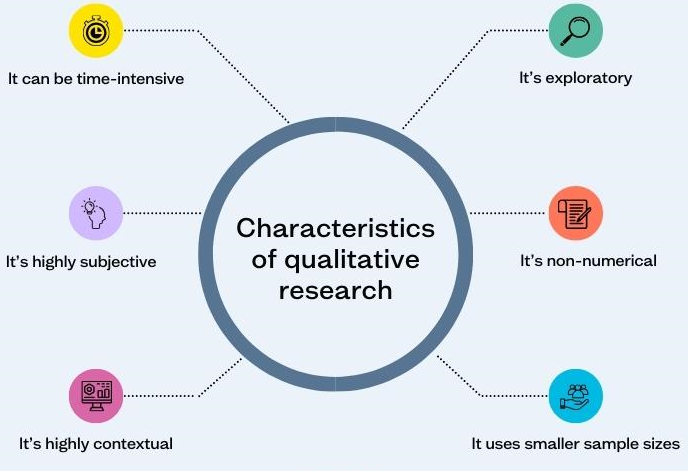 It can be time-intensive
It's exploratory
Characteristics
of qualitative
research
It's highly subjective
It's non-numerical
It's highly contextual
It uses smaller sample sizes